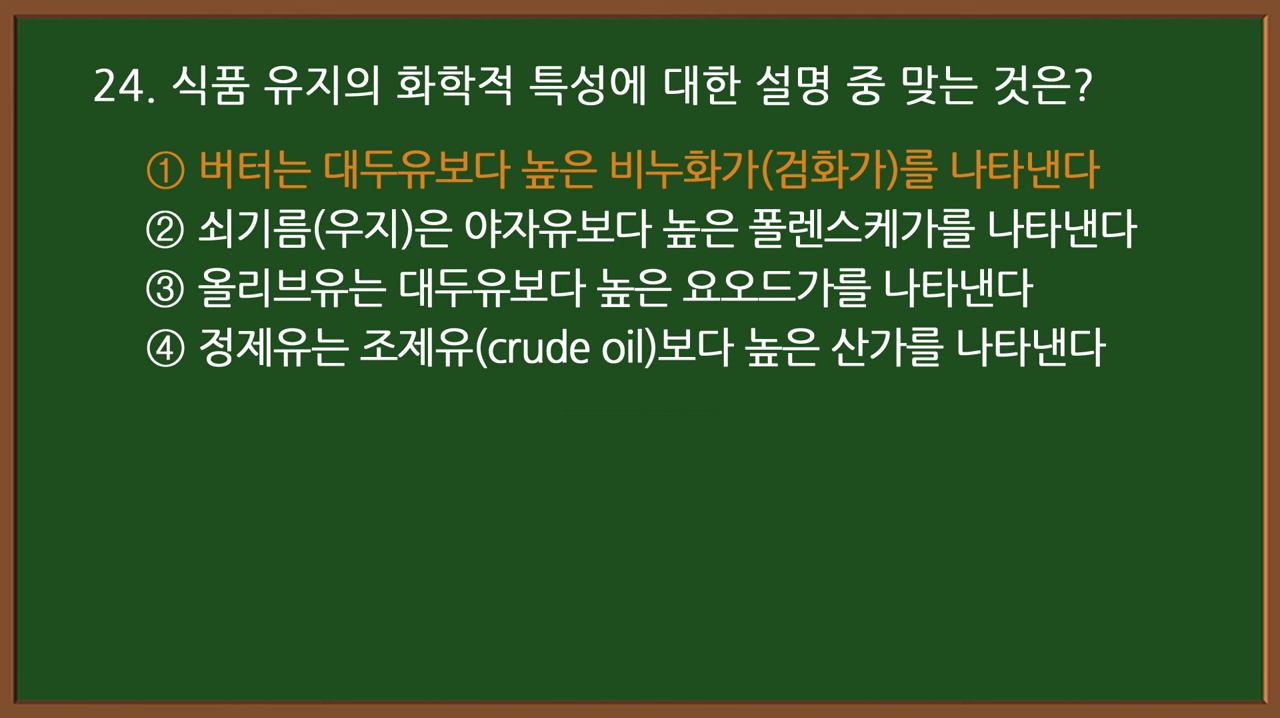 24. 식품 유지의 화학적 특성에 대한 설명 중 맞는 것은?
① 버터는 대두유보다 높은 비누화가(검화가)를 나타낸다
② 쇠기름(우지)은 야자유보다 높은 폴렌스케가를 나타낸다
③ 올리브유는 대두유보다 높은 요오드가를 나타낸다
④ 정제유는 조제유(crude oil)보다 높은 산가를 나타낸다